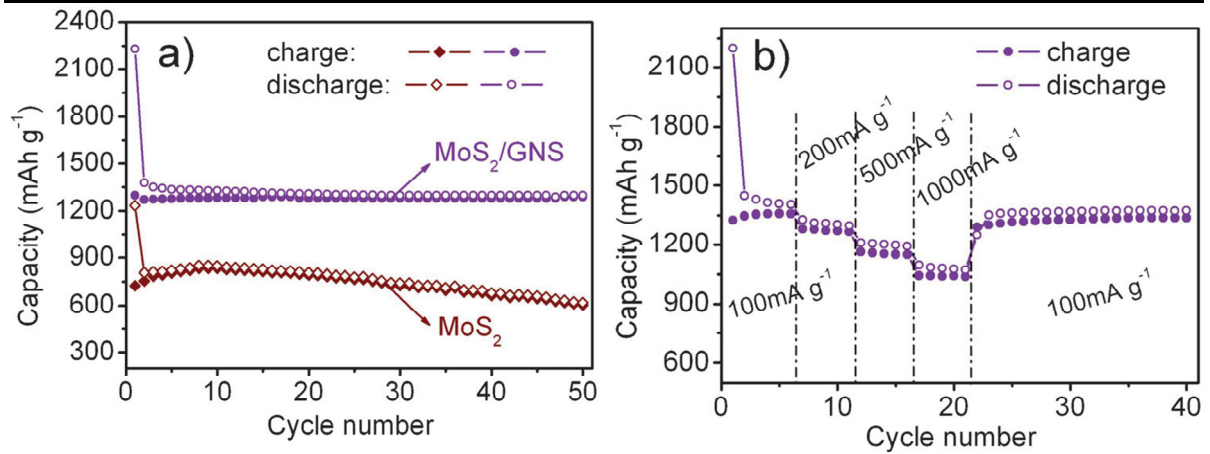 a)
charge:
discharge:
MoS2/GNS
MoS2
Capacity (mAh g-1)
2400
2100
1800
1500
1200
900
600
300
0 10 20 30 40 50
Cycle number
b)
charge
discharge
200mA g-1
500mA g-1
1000mA g-1
100mA g-1
100mA g-1
Capacity (mAh g-1)
2100
1800
1500
1200
900
600
0 10 20 30 40
Cycle number